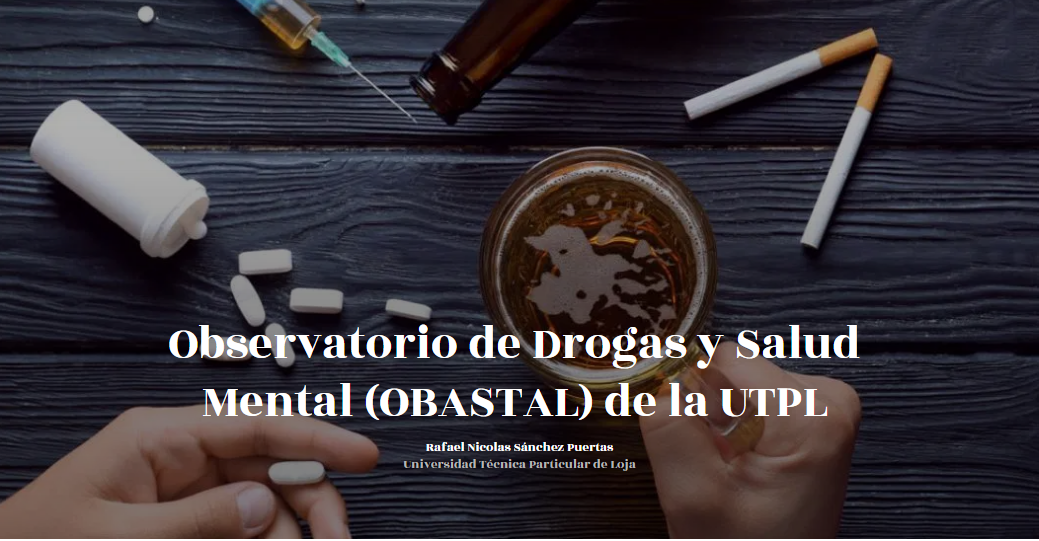 Observatorio de Drogas y Salud
Mental (OBASTAL) de la UTPL
Rafael Nicolas Sánchez Puertas
Universidad Técnica Particular de Loja